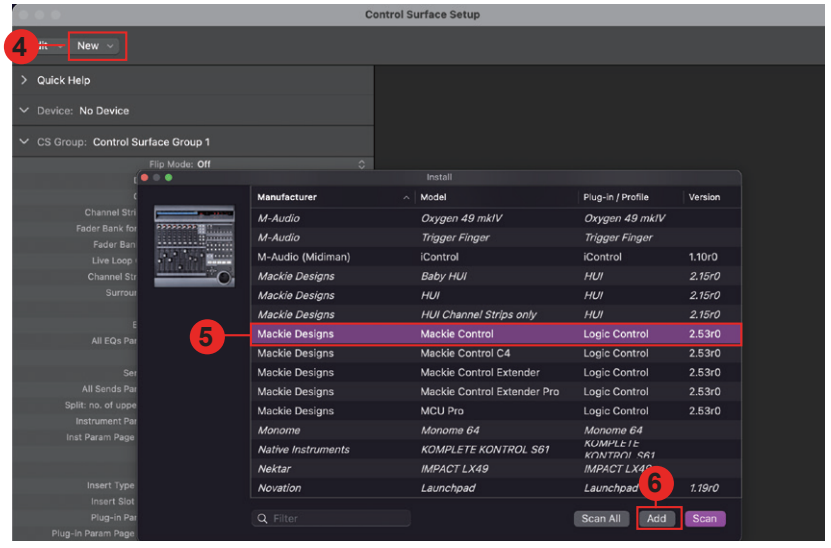 Control Surface Setup
4
New
Quick Help
Device: No Device
CS Group: Control Surface Group 1
Flip Mode: Off
Install
Manufacturer Model Plug-in / Profile Version
M-Audio Oxygen 49 mkIV Oxygen 49 mkIV
M-Audio Trigger Finger Trigger Finger
M-Audio (Midiman) iControl iControl 1.10r0
Mackie Designs Baby HUI HUI 2.15r0
Mackie Designs HUI HUI 2.15r0
Mackie Designs HUI Channel Strips only HUI 2.15r0
5
Mackie Designs Mackie Control Logic Control 2.53r0
Mackie Designs Mackie Control C4 Logic Control 2.53r0
Mackie Designs Mackie Control Extender Logic Control 2.53r0
Mackie Designs Mackie Control Extender Pro Logic Control 2.53r0
Mackie Designs MCU Pro Logic Control 2.53r0
Monome Monome 64 Monome 64
Native Instruments KOMPLETE KONTROL S61 KOMPLETE KONTROL S61
Nektar IMPACT LX49 IMPACT LX49
Novation Launchpad Launchpad 1.19r0
6
Filter
Scan All Add Scan
Channel Stri
Fader Bank for
Fader Ban
Live Loop
Channel Str
Surroun
All EQs Par
Sen
All Sends Par
Split: no. of uppe
Instrument Par
Inst Param Page
Insert Type
Insert Slot
Plug-in Par
Plug-in Param Page